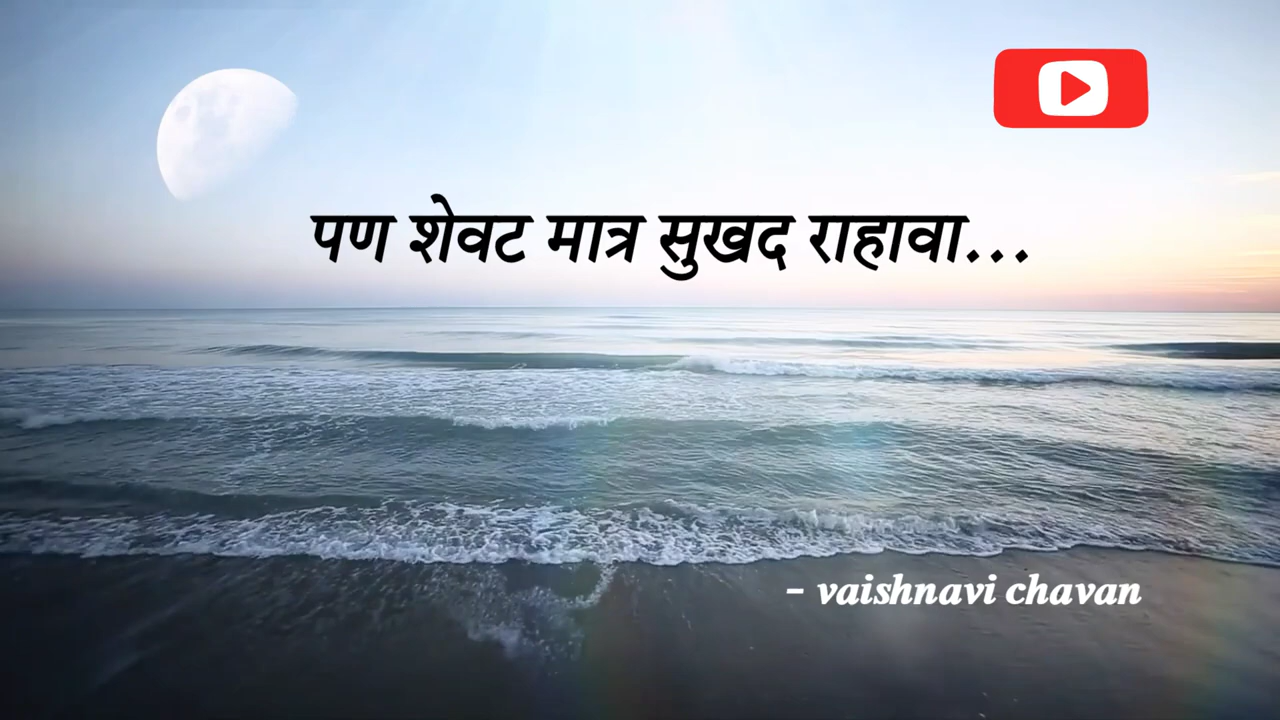 पण शेवट मात्र सुखद राहावा...
- vaishnavi chavan